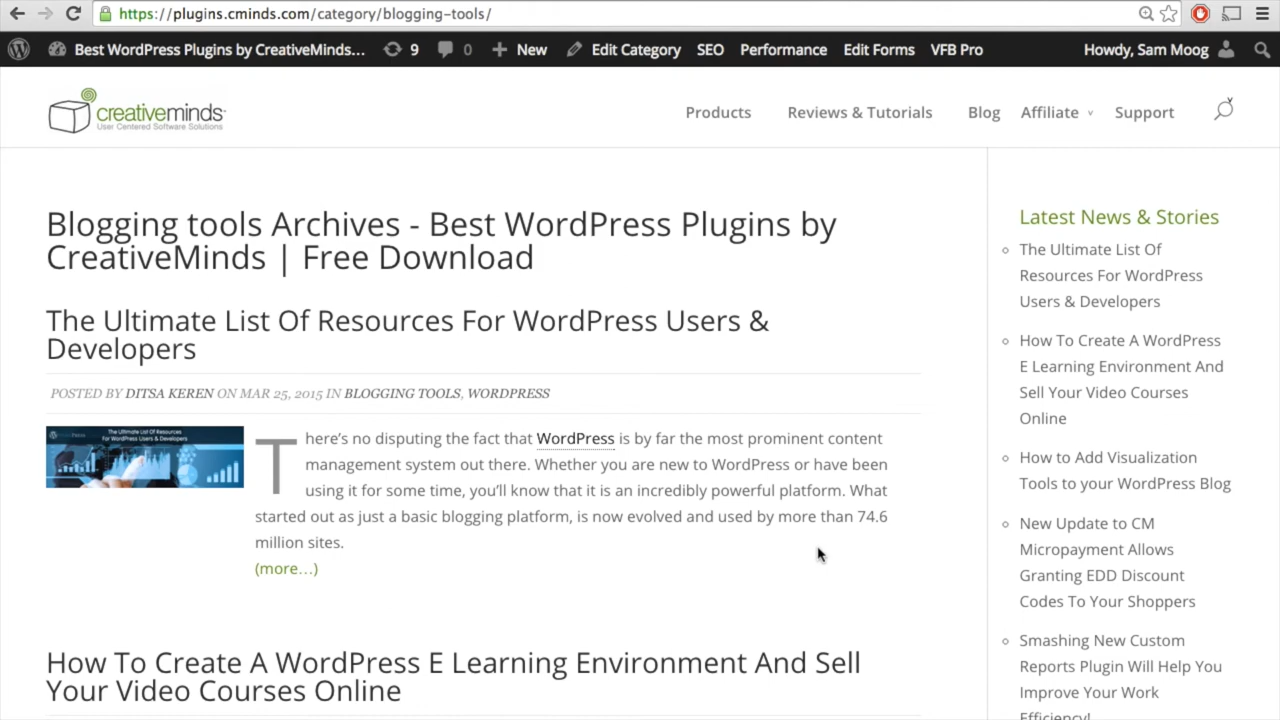 https://plugins.cminds.com/category/blogging-tools/
Best WordPress Plugins by CreativeMinds... 9 0 New Edit Category SEO Performance Edit Forms VFB Pro Howdy, Sam Moog
creativeminds
User Centered Software Solutions
Products Reviews & Tutorials Blog Affiliate Support
Blogging tools Archives - Best WordPress Plugins by
CreativeMinds | Free Download
The Ultimate List Of Resources For WordPress Users &
Developers
POSTED BY DITSA KEREN ON MAR 25, 2015 IN BLOGGING TOOLS, WORDPRESS
The Ultimate List Of Resources
For WordPress Users & Developers
There's no disputing the fact that WordPress is by far the most prominent content
management system out there. Whether you are new to WordPress or have been
using it for some time, you'll know that it is an incredibly powerful platform. What
started out as just a basic blogging platform, is now evolved and used by more than 74.6
million sites.
(more...)
How To Create A WordPress E Learning Environment And Sell
Your Video Courses Online
Latest News & Stories
The Ultimate List Of
Resources For WordPress
Users & Developers
How To Create A WordPress
E Learning Environment And
Sell Your Video Courses
Online
How to Add Visualization
Tools to your WordPress Blog
New Update to CM
Micropayment Allows
Granting EDD Discount
Codes To Your Shoppers
Smashing New Custom
Reports Plugin Will Help You
Improve Your Work
Efficiency!